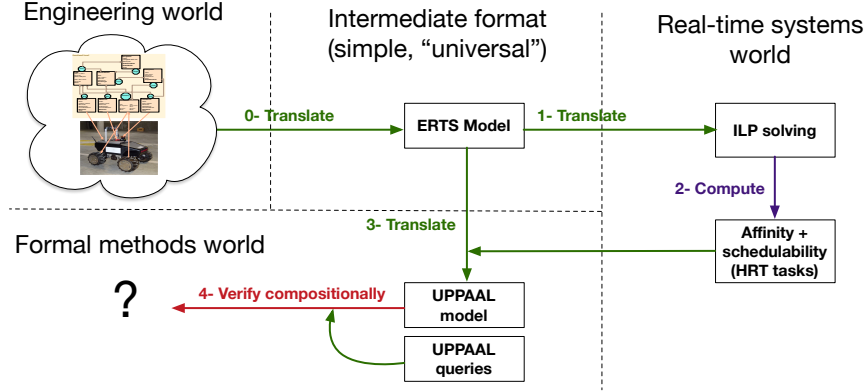 Engineering world
Intermediate format
(simple, “universal”)
Real-time systems
world
0- Translate
ERTS Model
1- Translate
ILP solving
2- Compute
3- Translate
Affinity +
schedulability
(HRT tasks)
Formal methods world
?
4- Verify compositionally
UPPAAL
model
UPPAAL
queries